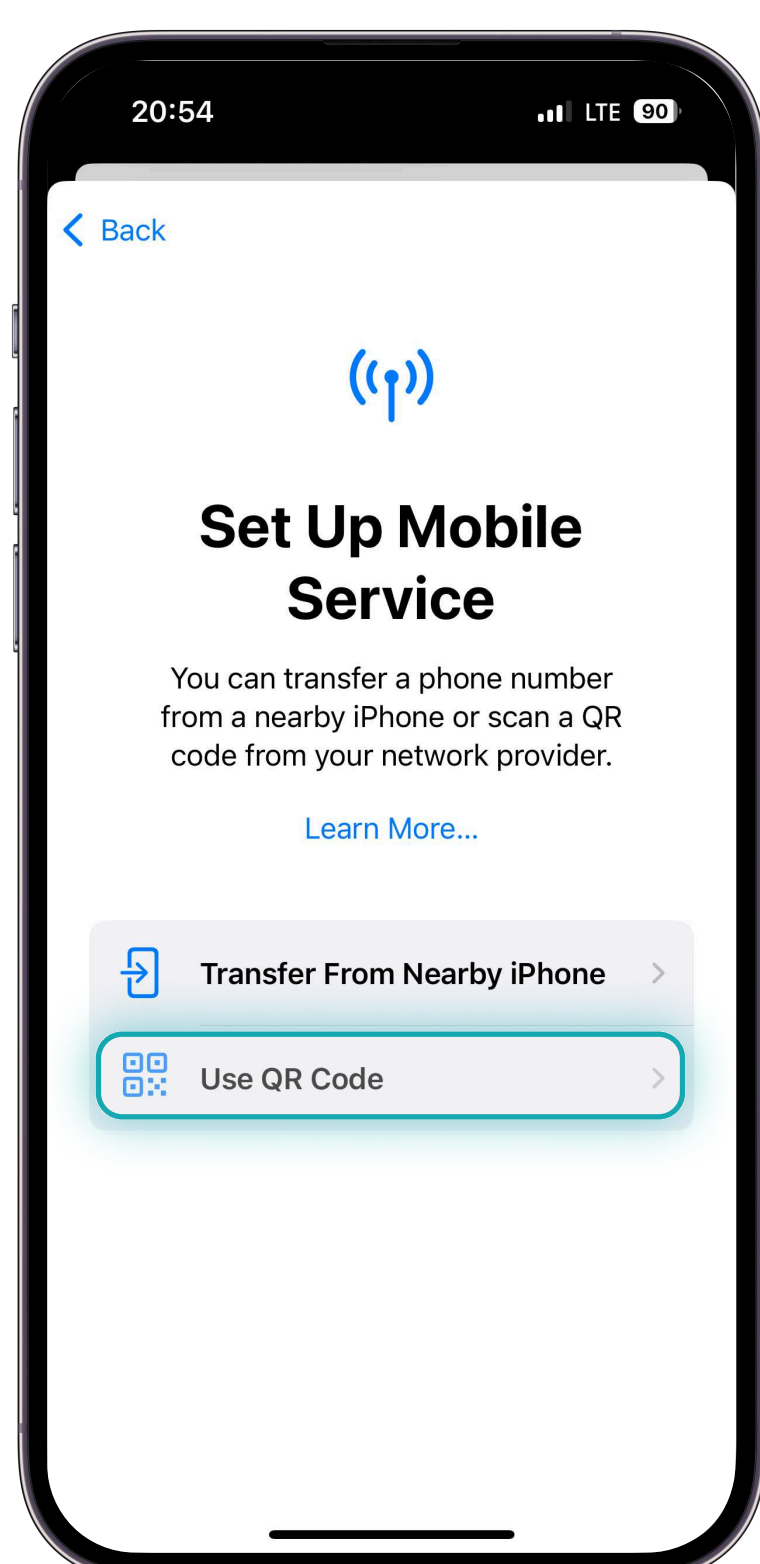 20:54 LTE 90
Back
Set Up Mobile
Service
You can transfer a phone number
from a nearby iPhone or scan a QR
code from your network provider.
Learn More...
Transfer From Nearby iPhone
Use QR Code